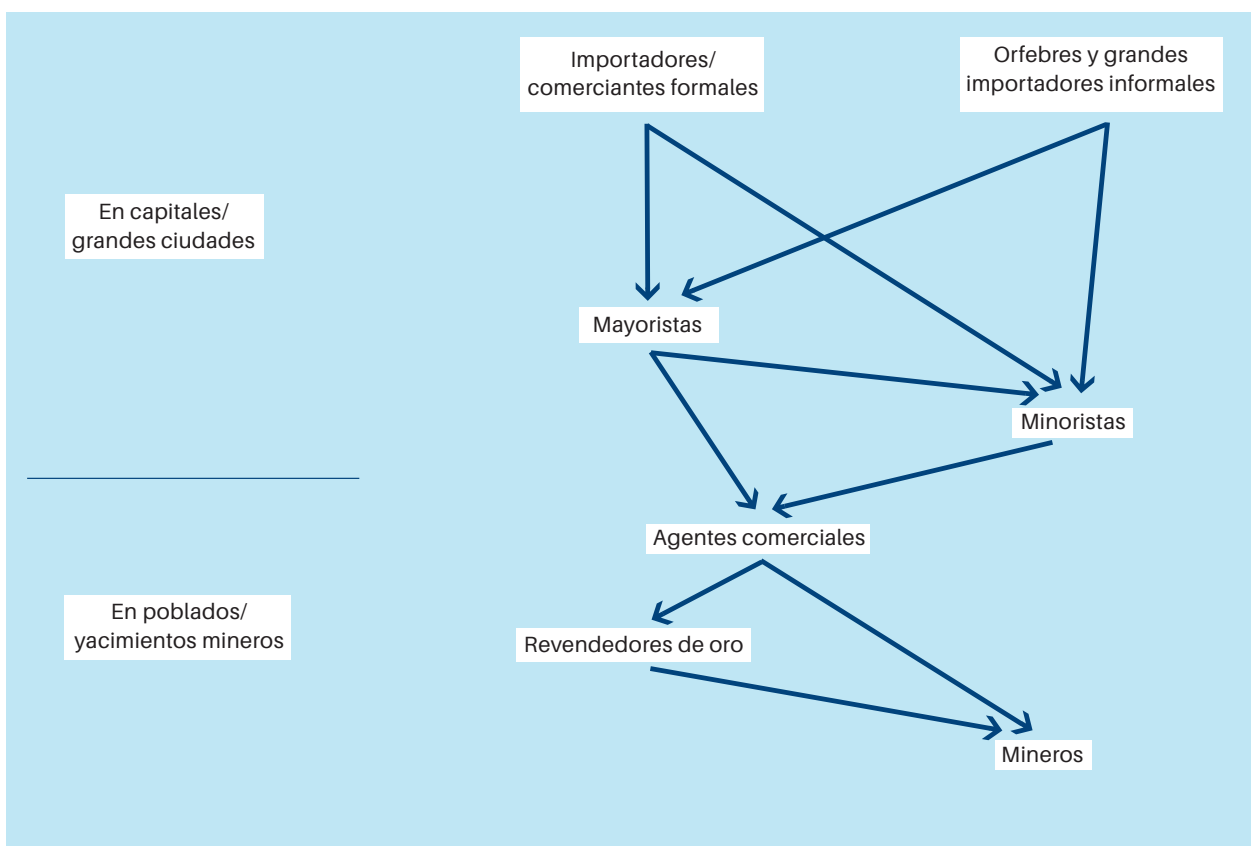 Importadores/
comerciantes formales
Orfebres y grandes
importadores informales
En capitales/
grandes ciudades
Mayoristas
Minoristas
Agentes comerciales
En poblados/
yacimientos mineros
Revendedores de oro
Mineros